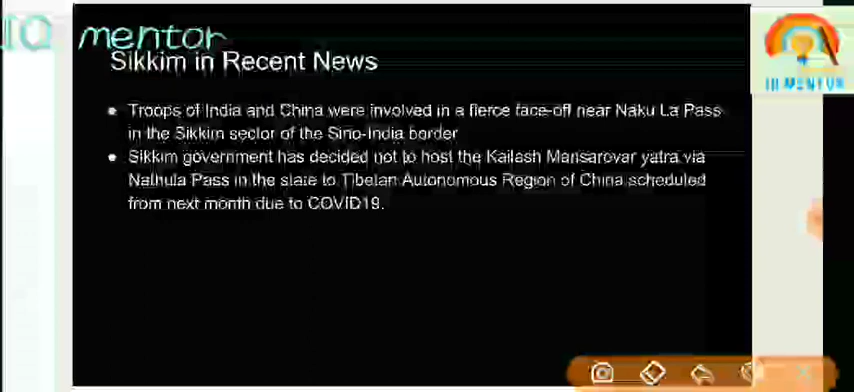 IQ mentor
Sikkim in Recent News
Troops of India and China were involved in a fierce face-off near Naku La Pass
in the Sikkim sector of the Sino-India border
Sikkim government has decided not to host the Kailash Mansarovar yatra via
Nathula Pass in the state to Tibetan Autonomous Region of China scheduled
from next month due to COVID19.
IQ MENTOR